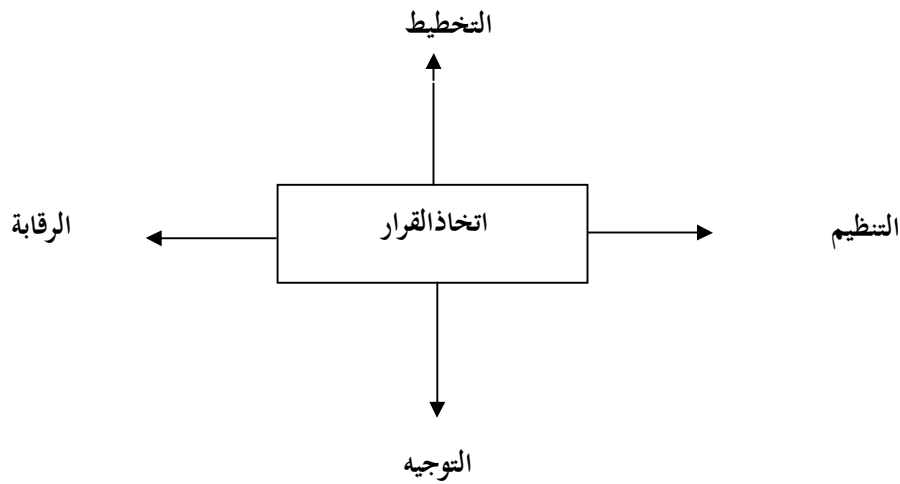 التخطيط
اتخاذالقرار
التنظيم
الرقابة
التوجيه